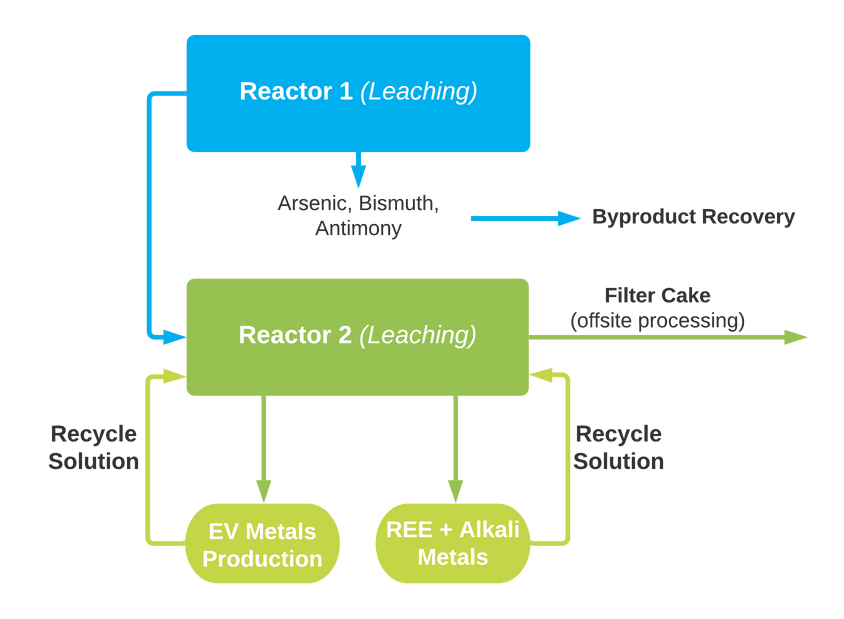 Reactor 1 (Leaching)
Arsenic, Bismuth,
Antimony
Byproduct Recovery
Filter Cake
(offsite processing)
Reactor 2 (Leaching)
Recycle
Solution
Recycle
Solution
EV Metals
Production
REE + Alkali
Metals